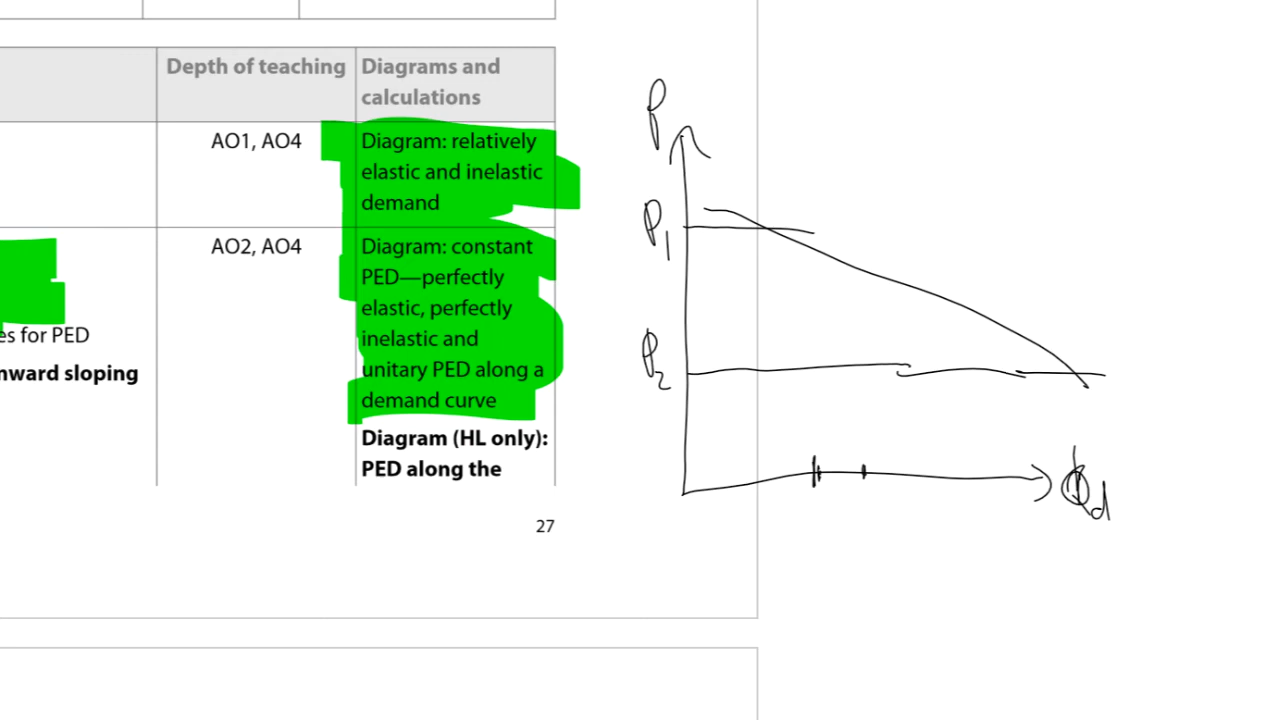 Depth of teaching
Diagrams and
calculations
AO1, AO4
Diagram: relatively
elastic and inelastic
demand
AO2, AO4
Diagram: constant
PED—perfectly
elastic, perfectly
inelastic and
unitary PED along a
demand curve
Diagram (HL only):
PED along the
es for PED
nward sloping
27
P
P1
P2
Qd